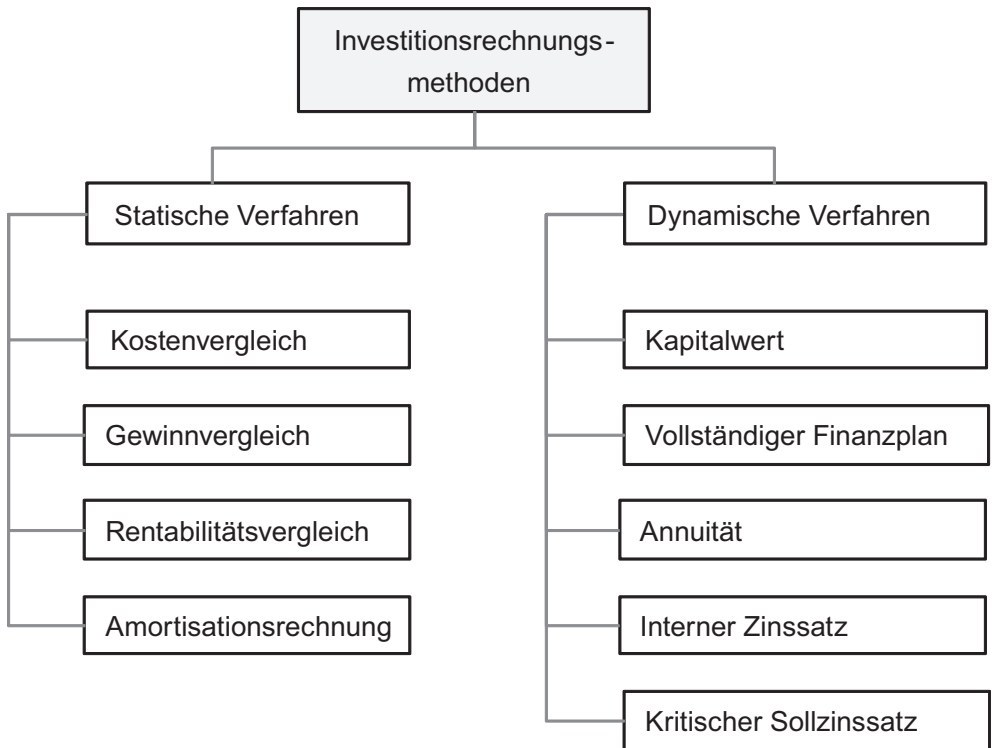 Investitionsrechnungs-
methoden
Statische Verfahren
Kostenvergleich
Gewinnvergleich
Rentabilitätsvergleich
Amortisationsrechnung
Dynamische Verfahren
Kapitalwert
Vollständiger Finanzplan
Annuität
Interner Zinssatz
Kritischer Sollzinssatz